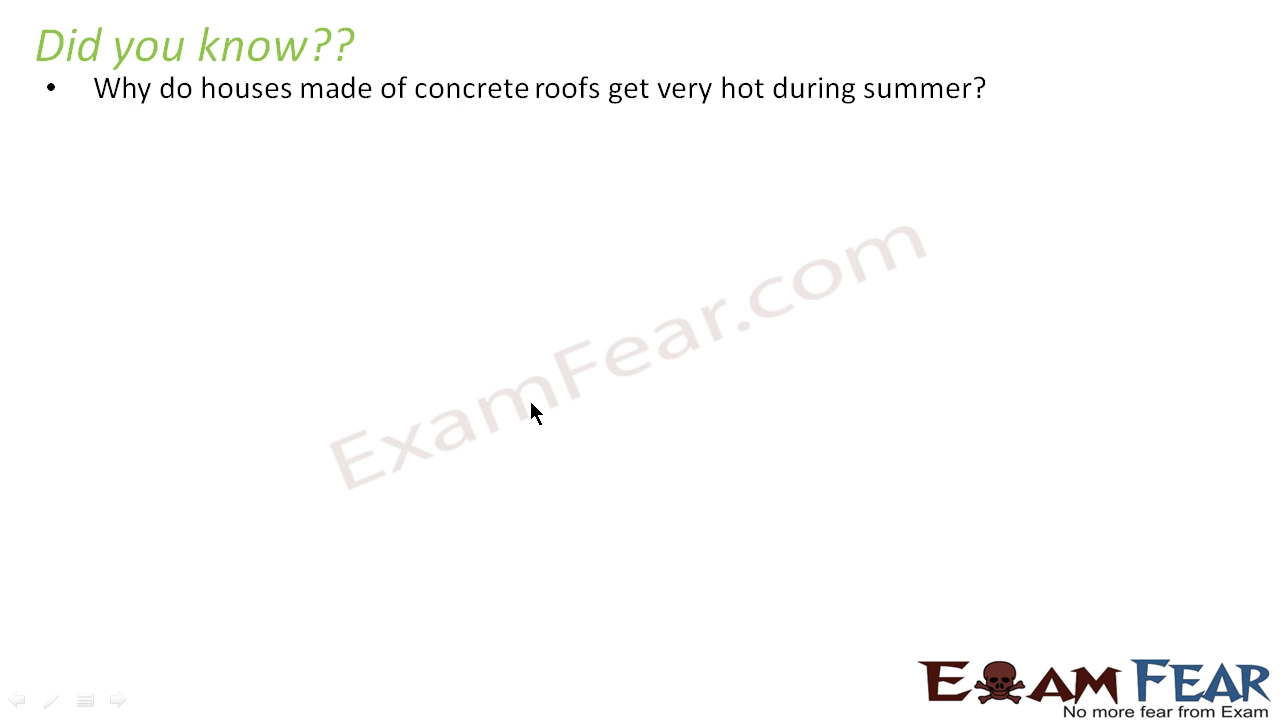 Did you know??
• Why do houses made of concrete roofs get very hot during summer?
ExamFear.com
EXAM FEAR
No more fear from Exam